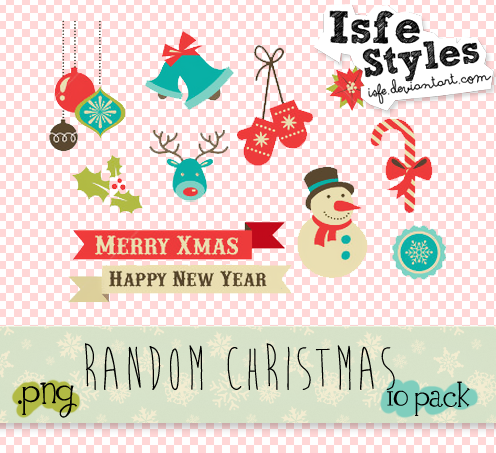 Isfe
Styles
isfe.deviantart.com
MERRY XMAS
HAPPY NEW YEAR
RANDOM CHRISTMAS
.png
10 pack